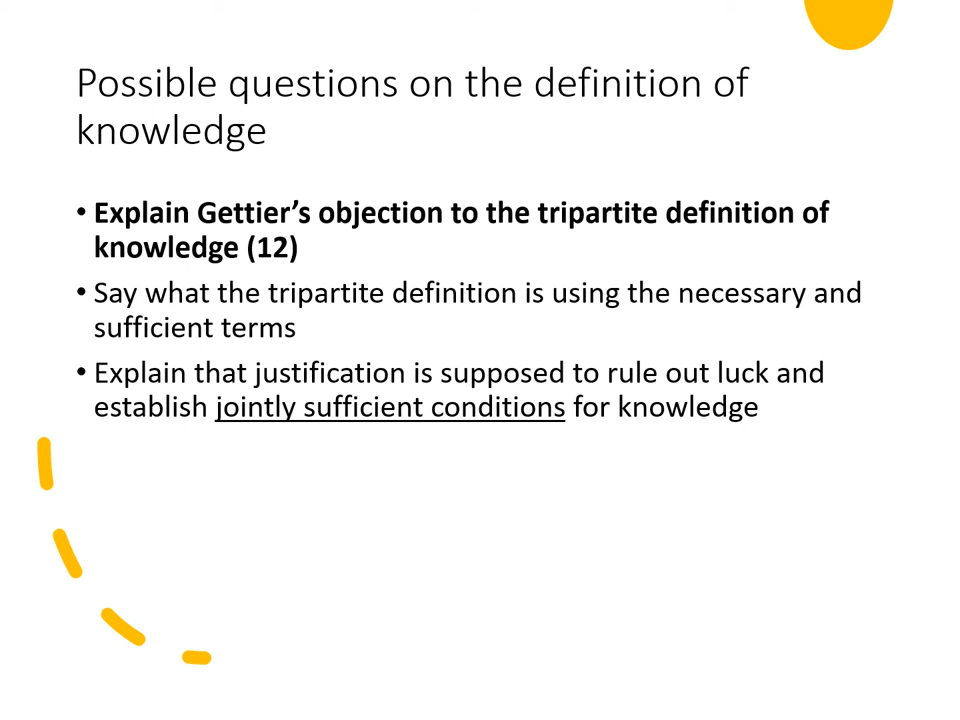 Possible questions on the definition of
knowledge
• Explain Gettier’s objection to the tripartite definition of
knowledge (12)
• Say what the tripartite definition is using the necessary and
sufficient terms
• Explain that justification is supposed to rule out luck and
establish jointly sufficient conditions for knowledge